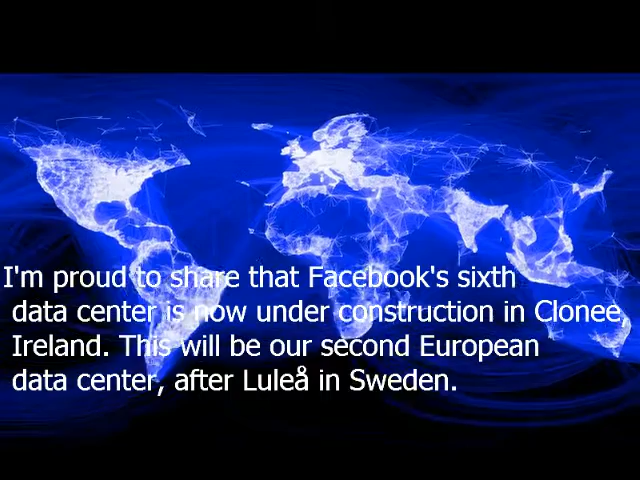 I'm proud to share that Facebook's sixth
data center is now under construction in Clonee,
Ireland. This will be our second European
data center, after Luleå in Sweden.